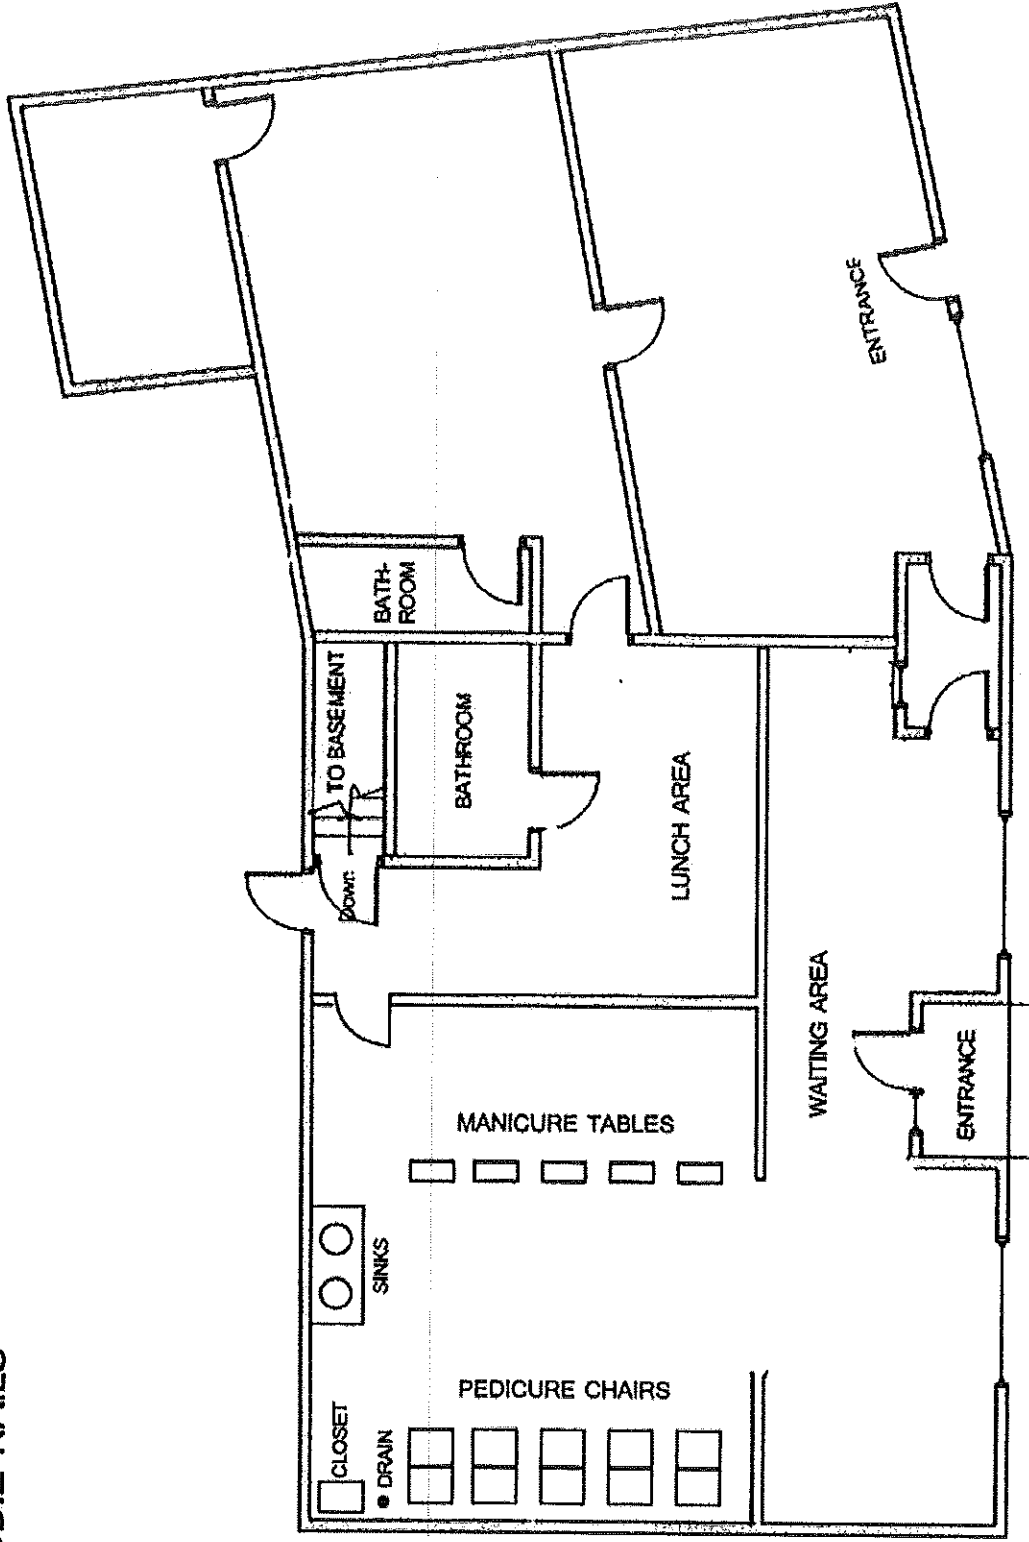 NAILS
CLOSET
DRAIN
SINKS
PEDICURE CHAIRS
MANICURE TABLES
Down
TO BASEMENT
BATHROOM
BATH-
ROOM
LUNCH AREA
WAITING AREA
ENTRANCE
ENTRANCE